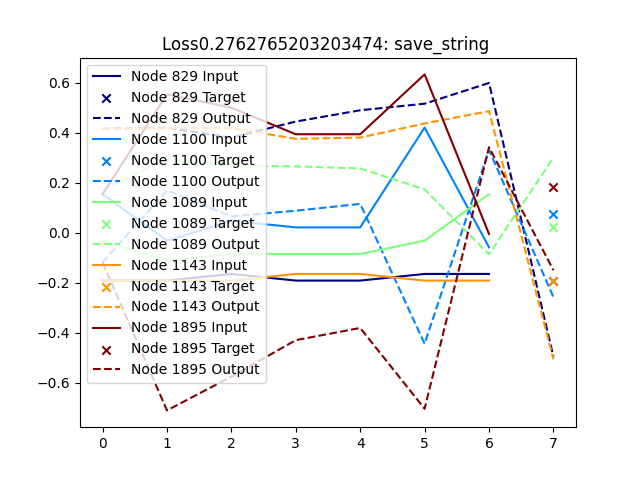 Loss0.2762765203203474: save_string
0.6
0.4
0.2
0.0
−0.2
−0.4
−0.6
Node 829 Input
Node 829 Target
Node 829 Output
Node 1100 Input
Node 1100 Target
Node 1100 Output
Node 1089 Input
Node 1089 Target
Node 1089 Output
Node 1143 Input
Node 1143 Target
Node 1143 Output
Node 1895 Input
Node 1895 Target
Node 1895 Output
0 1 2 3 4 5 6 7